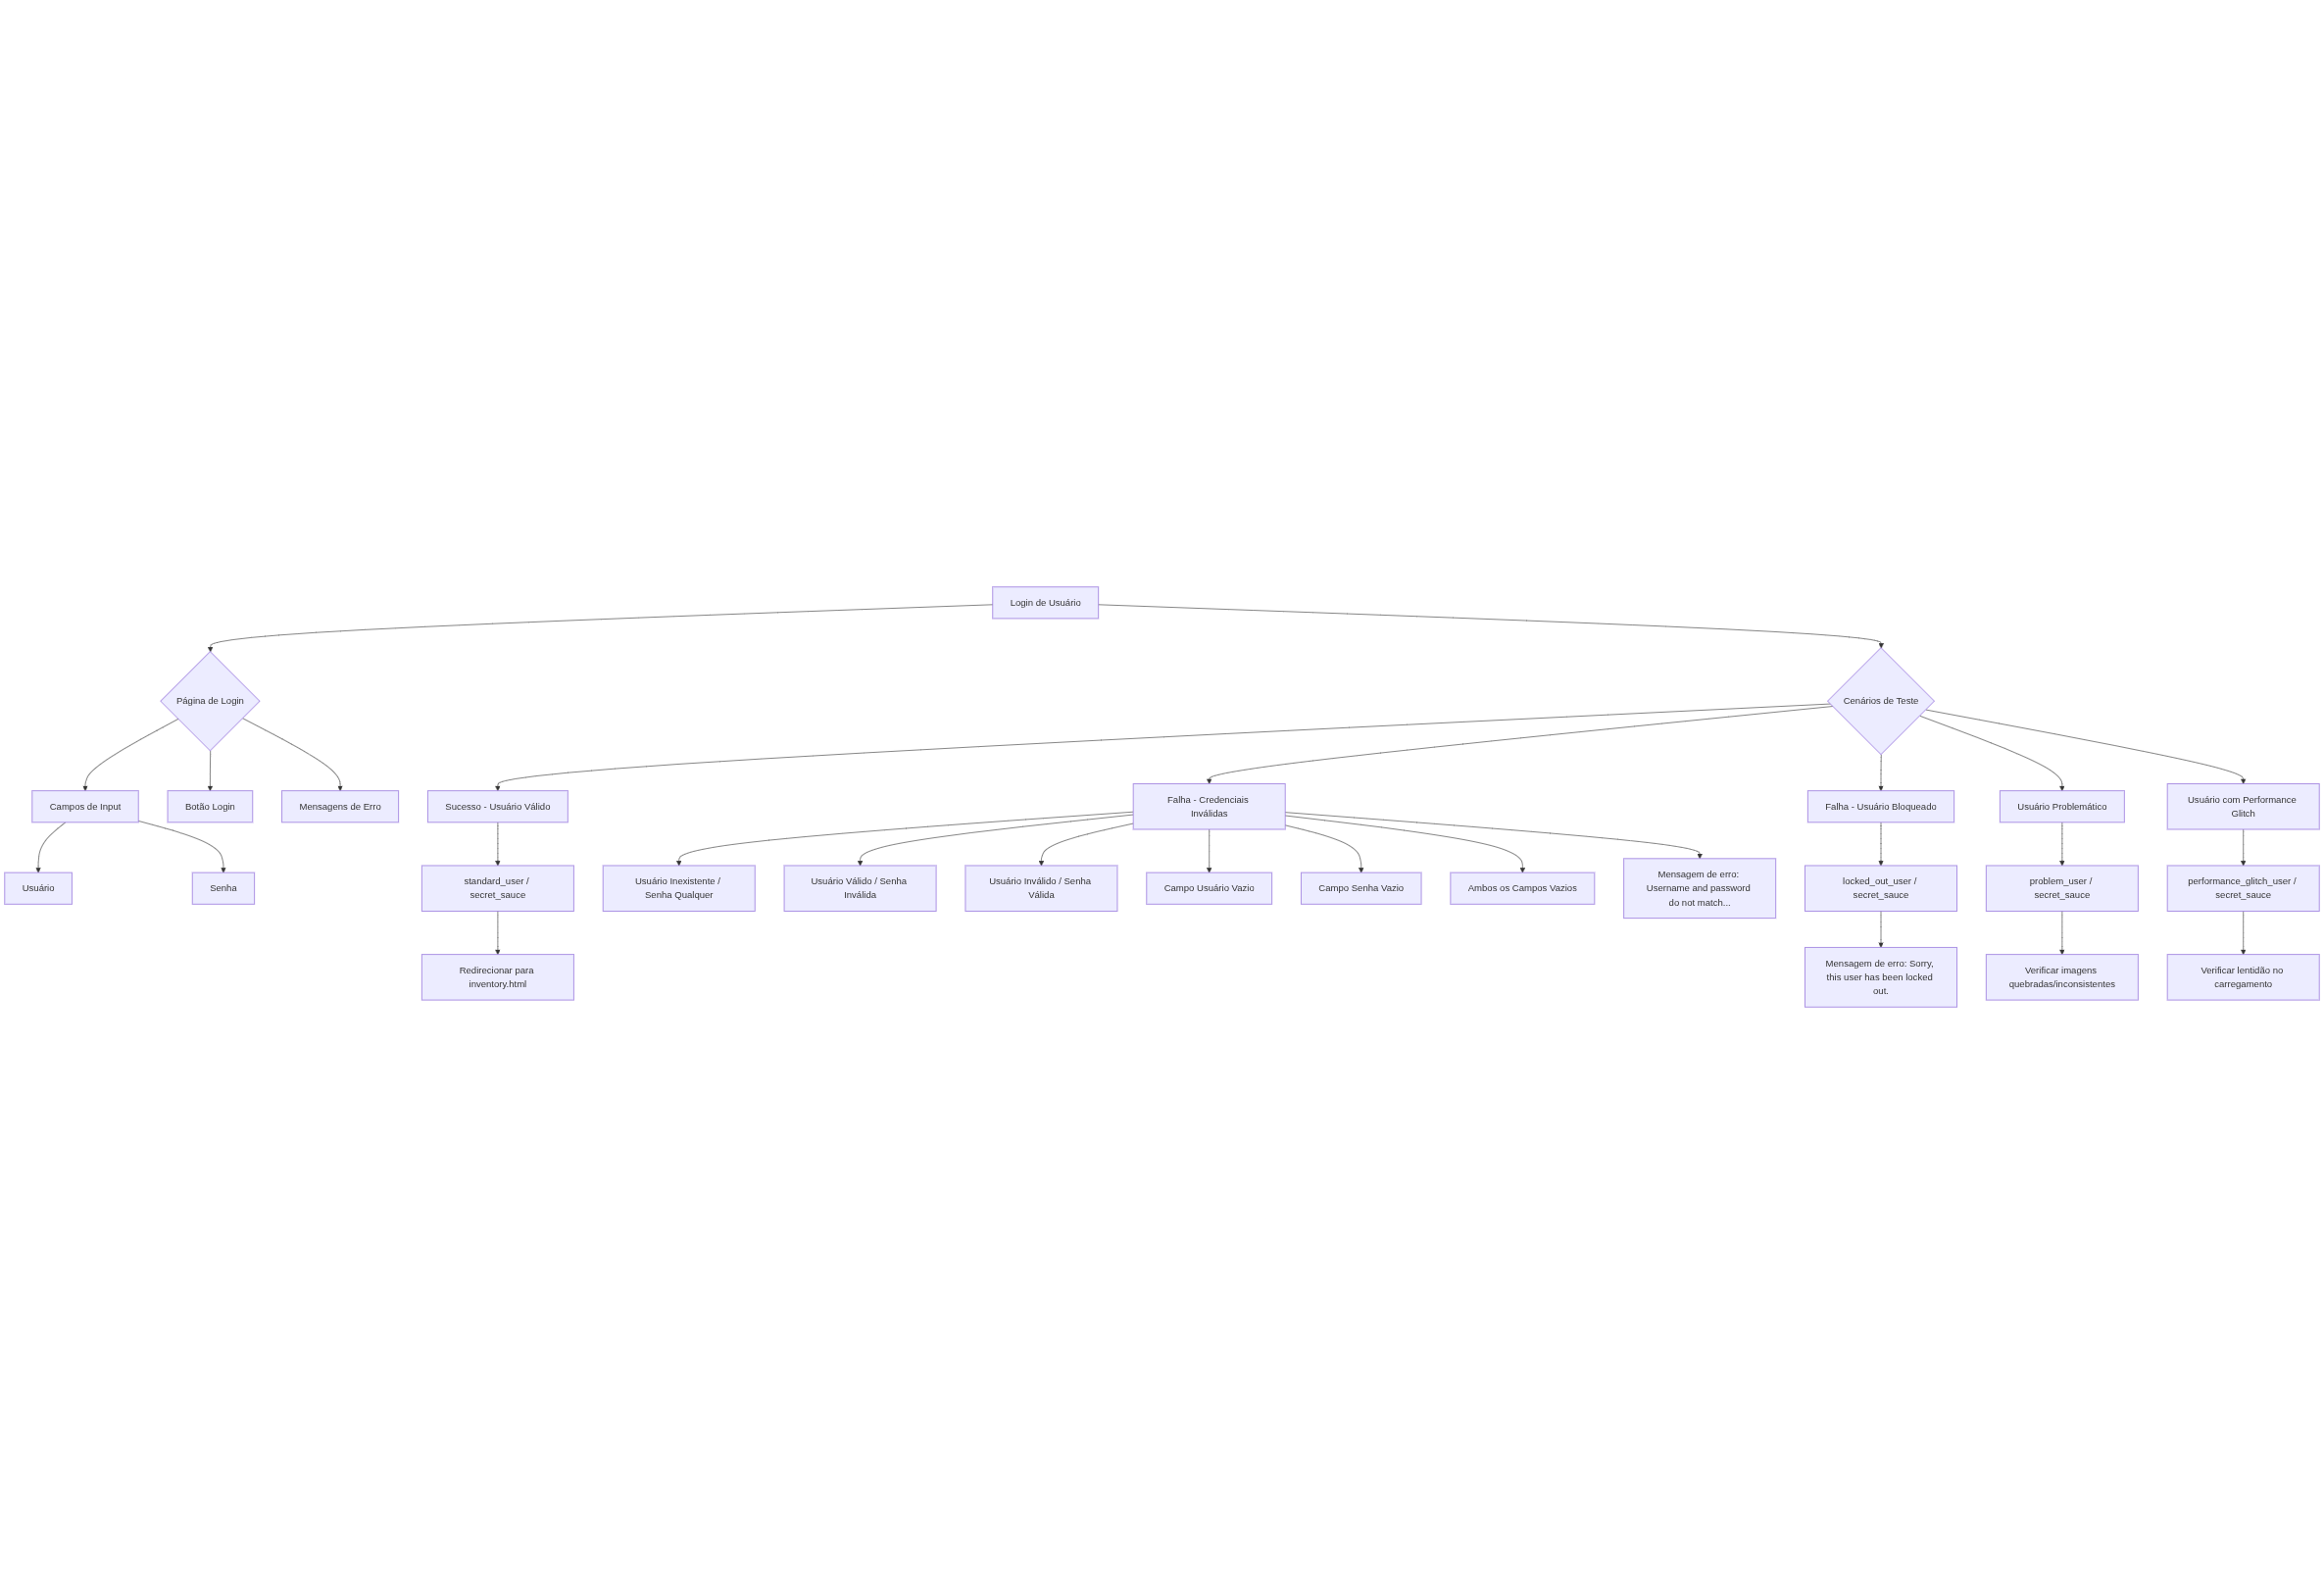 Login de Usuário
Página de Login
Cenários de Teste
Campos de Input
Botão Login
Mensagens de Erro
Sucesso - Usuário Válido
Falha - Credenciais
Inválidas
Falha - Usuário Bloqueado
Usuário Problemático
Usuário com Performance
Glitch
Usuário
Senha
standard_user /
secret_sauce
Usuário Inexistente /
Senha Qualquer
Usuário Válido / Senha
Inválida
Usuário Inválido / Senha
Válida
Campo Usuário Vazio
Campo Senha Vazio
Ambos os Campos Vazios
Mensagem de erro:
Username and password
do not match...
locked_out_user /
secret_sauce
problem_user /
secret_sauce
performance_glitch_user /
secret_sauce
Redirecionar para
inventory.html
Mensagem de erro: Sorry,
this user has been locked
out.
Verificar imagens
quebradas/inconsistentes
Verificar lentidão no
carregamento